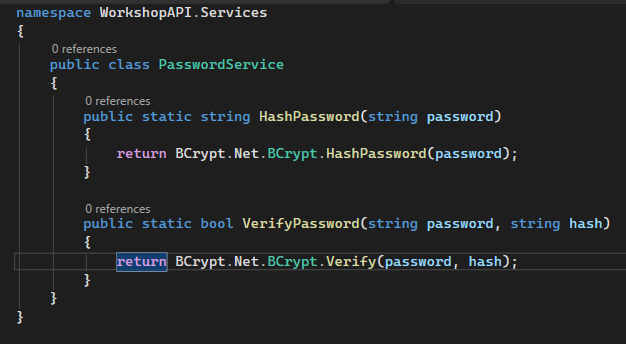 namespace WorkshopAPI.Services
{
0 references
public class PasswordService
{
0 references
public static string HashPassword(string password)
{
return BCrypt.Net.BCrypt.HashPassword(password);
}
0 references
public static bool VerifyPassword(string password, string hash)
{
return BCrypt.Net.BCrypt.Verify(password, hash);
}
}
}